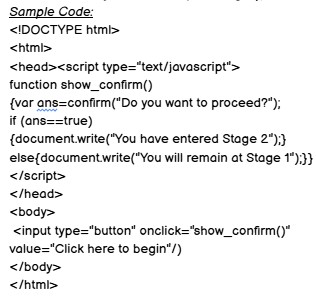 Sample Code:
<!DOCTYPE html>
<html>
<head><script type="text/javascript">
function show_confirm()
{var ans=confirm("Do you want to proceed?");
if (ans==true)
{document.write("You have entered Stage 2");}
else{document.write("You will remain at Stage 1");}}
</script>
</head>
<body>
<input type="button" onclick="show_confirm()"
value="Click here to begin"/)
</body>
</html>